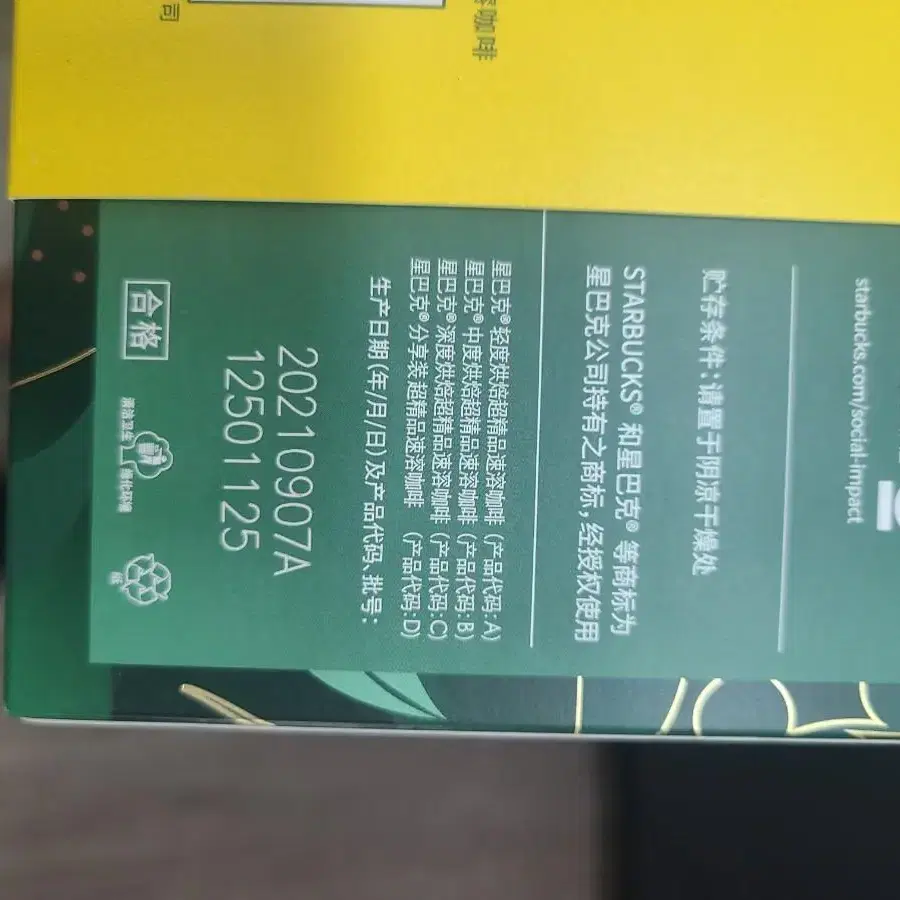 starbucks.com/social-impact
贮存条件：请置于阴凉干燥处
STARBUCKS® 和星巴克® 等商标为
星巴克公司持有之商标，经授权使用
星巴克® 轻度烘焙超精品速溶咖啡 (产品代码: A)
星巴克® 中度烘焙超精品速溶咖啡 (产品代码: B)
星巴克® 深度烘焙超精品速溶咖啡 (产品代码: C)
星巴克® 分享装 超精品速溶咖啡 (产品代码: D)
生产日期 (年/月/日) 及产品代码、批号：
20210907A
12501125
合格
清洁卫生
纸
咖啡
司